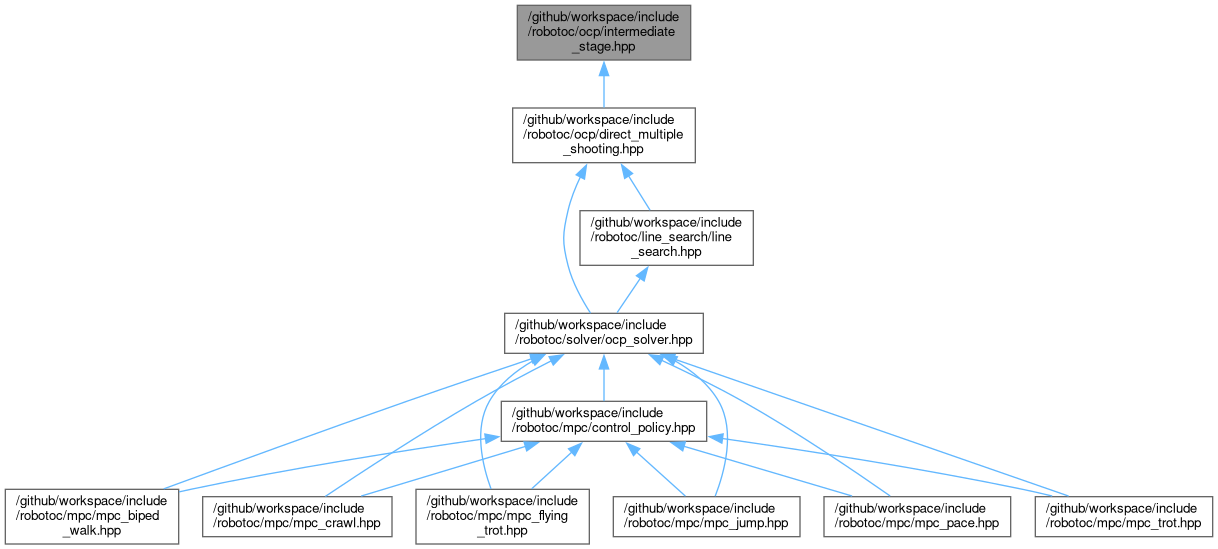 /github/workspace/include
/robotoc/ocp/intermediate
_stage.hpp
/github/workspace/include
/robotoc/ocp/direct_multiple
_shooting.hpp
/github/workspace/include
/robotoc/line_search/line
_search.hpp
/github/workspace/include
/robotoc/solver/ocp_solver.hpp
/github/workspace/include
/robotoc/mpc/control_policy.hpp
/github/workspace/include
/robotoc/mpc/mpc_biped
_walk.hpp
/github/workspace/include
/robotoc/mpc/mpc_crawl.hpp
/github/workspace/include
/robotoc/mpc/mpc_flying
_trot.hpp
/github/workspace/include
/robotoc/mpc/mpc_jump.hpp
/github/workspace/include
/robotoc/mpc/mpc_pace.hpp
/github/workspace/include
/robotoc/mpc/mpc_trot.hpp